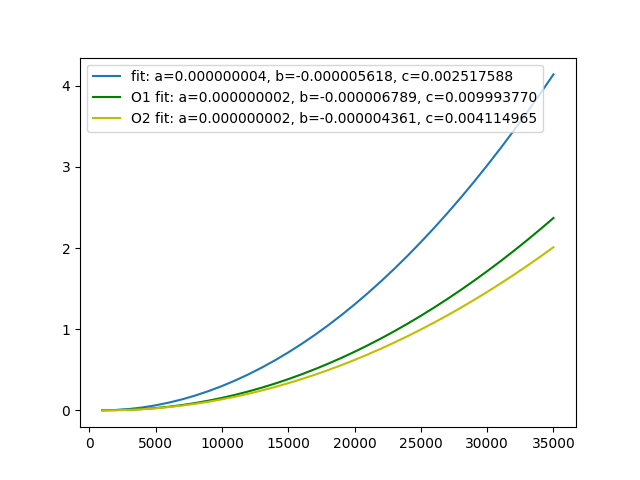 fit: a=0.000000004, b=-0.000005618, c=0.002517588
O1 fit: a=0.000000002, b=-0.000006789, c=0.009993770
O2 fit: a=0.000000002, b=-0.000004361, c=0.004114965
4
3
2
1
0
0 5000 10000 15000 20000 25000 30000 35000